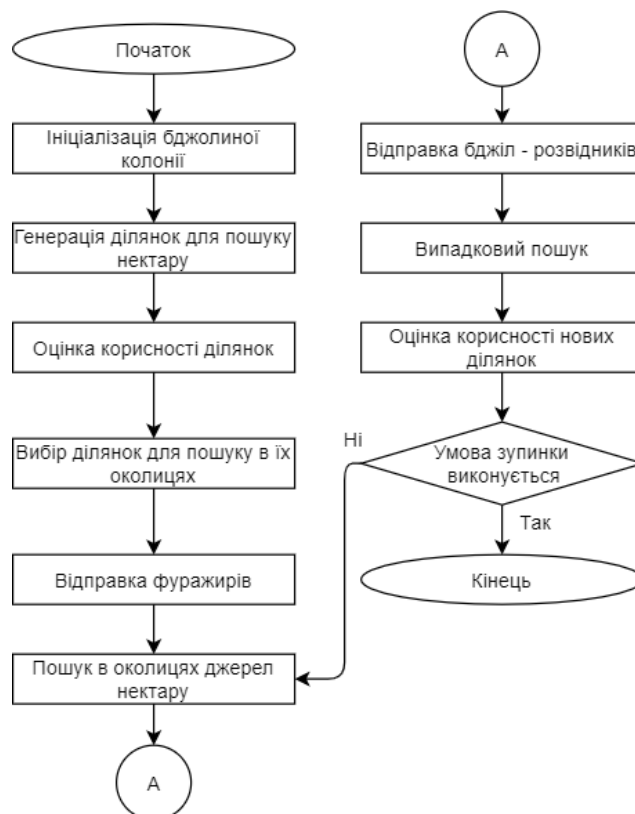 Початок
Ініціалізація бджолиної
колонії
Генерація ділянок для пошуку
нектару
Оцінка корисності ділянок
Вибір ділянок для пошуку в їх
околицях
Відправка фуражирів
Пошук в околицях джерел
нектару
А
А
Відправка бджіл - розвідників
Випадковий пошук
Оцінка корисності нових
ділянок
Ні
Умова зупинки
виконується
Так
Кінець